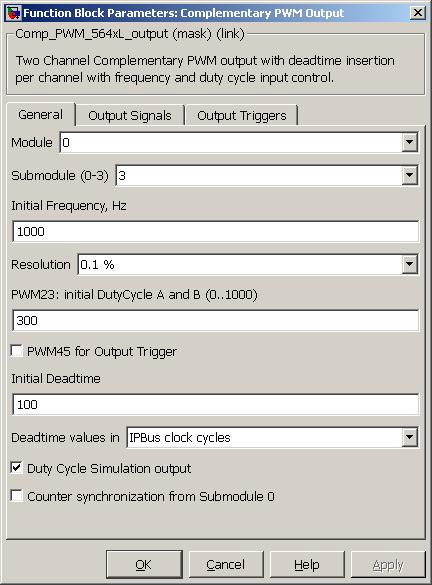 Function Block Parameters: Complementary PWM Output
Comp_PWM_564xL_output (mask) (link)
Two Channel Complementary PWM output with deadtime insertion
per channel with frequency and duty cycle input control.
General Output Signals Output Triggers
Module 0
Submodule (0-3) 3
Initial Frequency, Hz
1000
Resolution 0.1 %
PWM23: initial DutyCycle A and B (0..1000)
300
PWM45 for Output Trigger
Initial Deadtime
100
Deadtime values in IPBus clock cycles
Duty Cycle Simulation output
Counter synchronization from Submodule 0
OK Cancel Help Apply